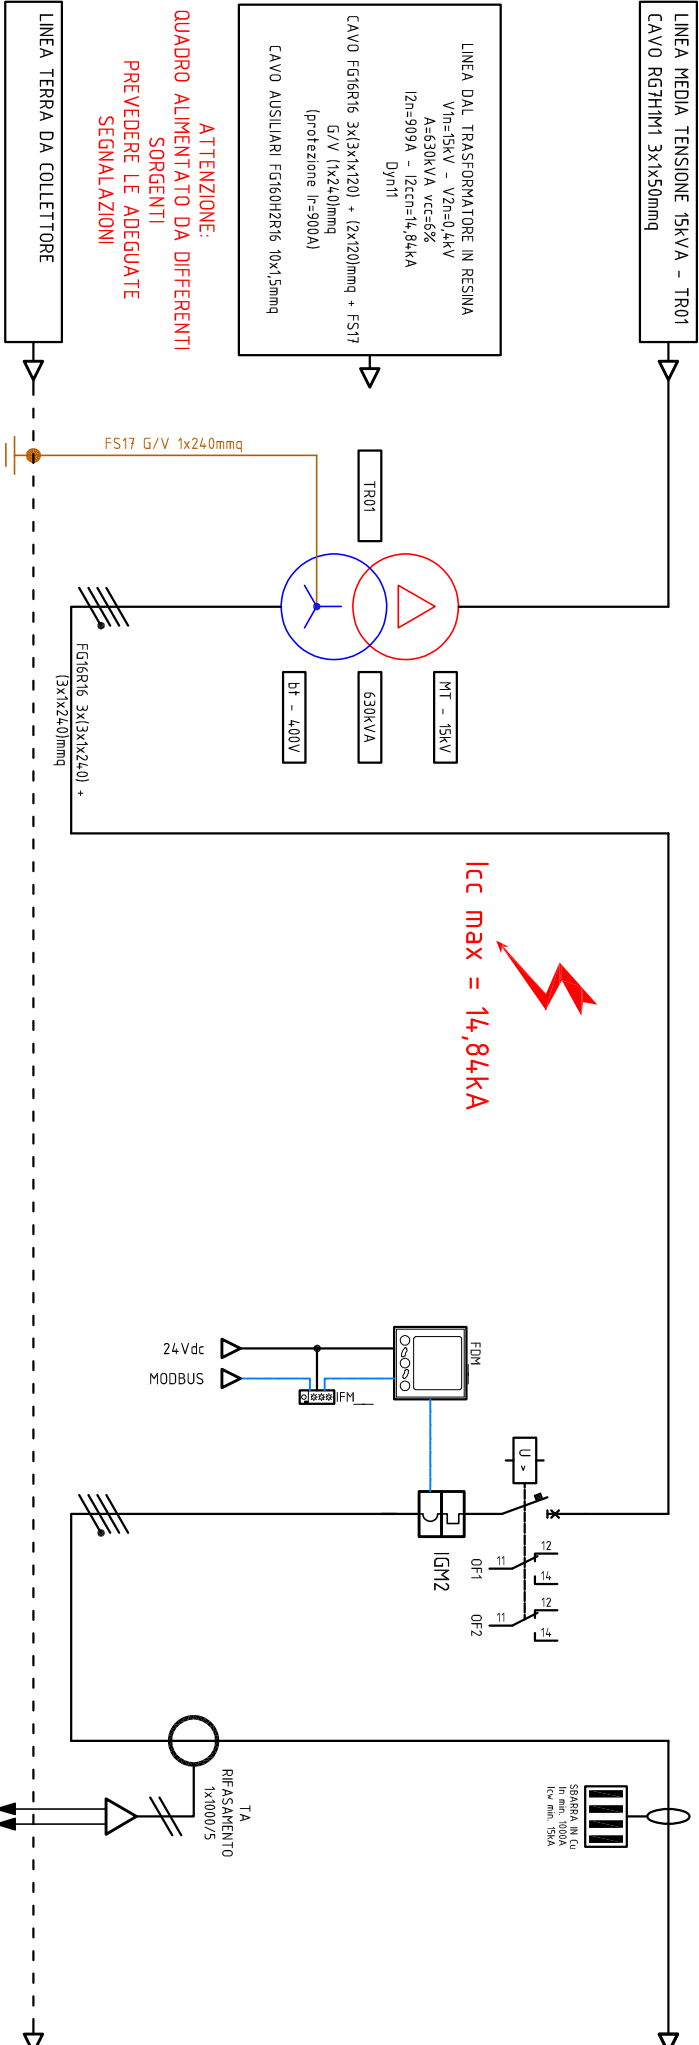 LINEA MEDIA TENSIONE 15kVA - TR01
CAVO RG7H1M1 3x1x50mmq
LINEA DAL TRASFORMATORE IN RESINA
V1n=15kV - V2n=0,4kV
A=630kVA vcc=6%
I2n=909A - I2ccn=14,84kA
Dyn11
CAVO FG16R16 3x(3x1x120) + (2x120)mmq + FS17
G/V (1x240)mmq
(protezione Ir=900A)
CAVO AUSILIARI FG16OH2R16 10x1,5mmq
ATTENZIONE:
QUADRO ALIMENTATO DA DIFFERENTI
SORGENTI
PREVEDERE LE ADEGUATE
SEGNALAZIONI
LINEA TERRA DA COLLETTORE
FS17 G/V 1x240mmq
TR01
MT - 15kV
630kVA
bt - 400V
FG16R16 3x(3x1x240) +
(3x1x240)mmq
Icc max = 14,84kA
FDM
24Vdc
MODBUS
IFM__
U
<
IGM2
12
11
14
OF1
12
11
14
OF2
TA
RIFASAMENTO
1x1000/5
SBARRA IN Cu
In min. 1000A
Icw min. 15kA